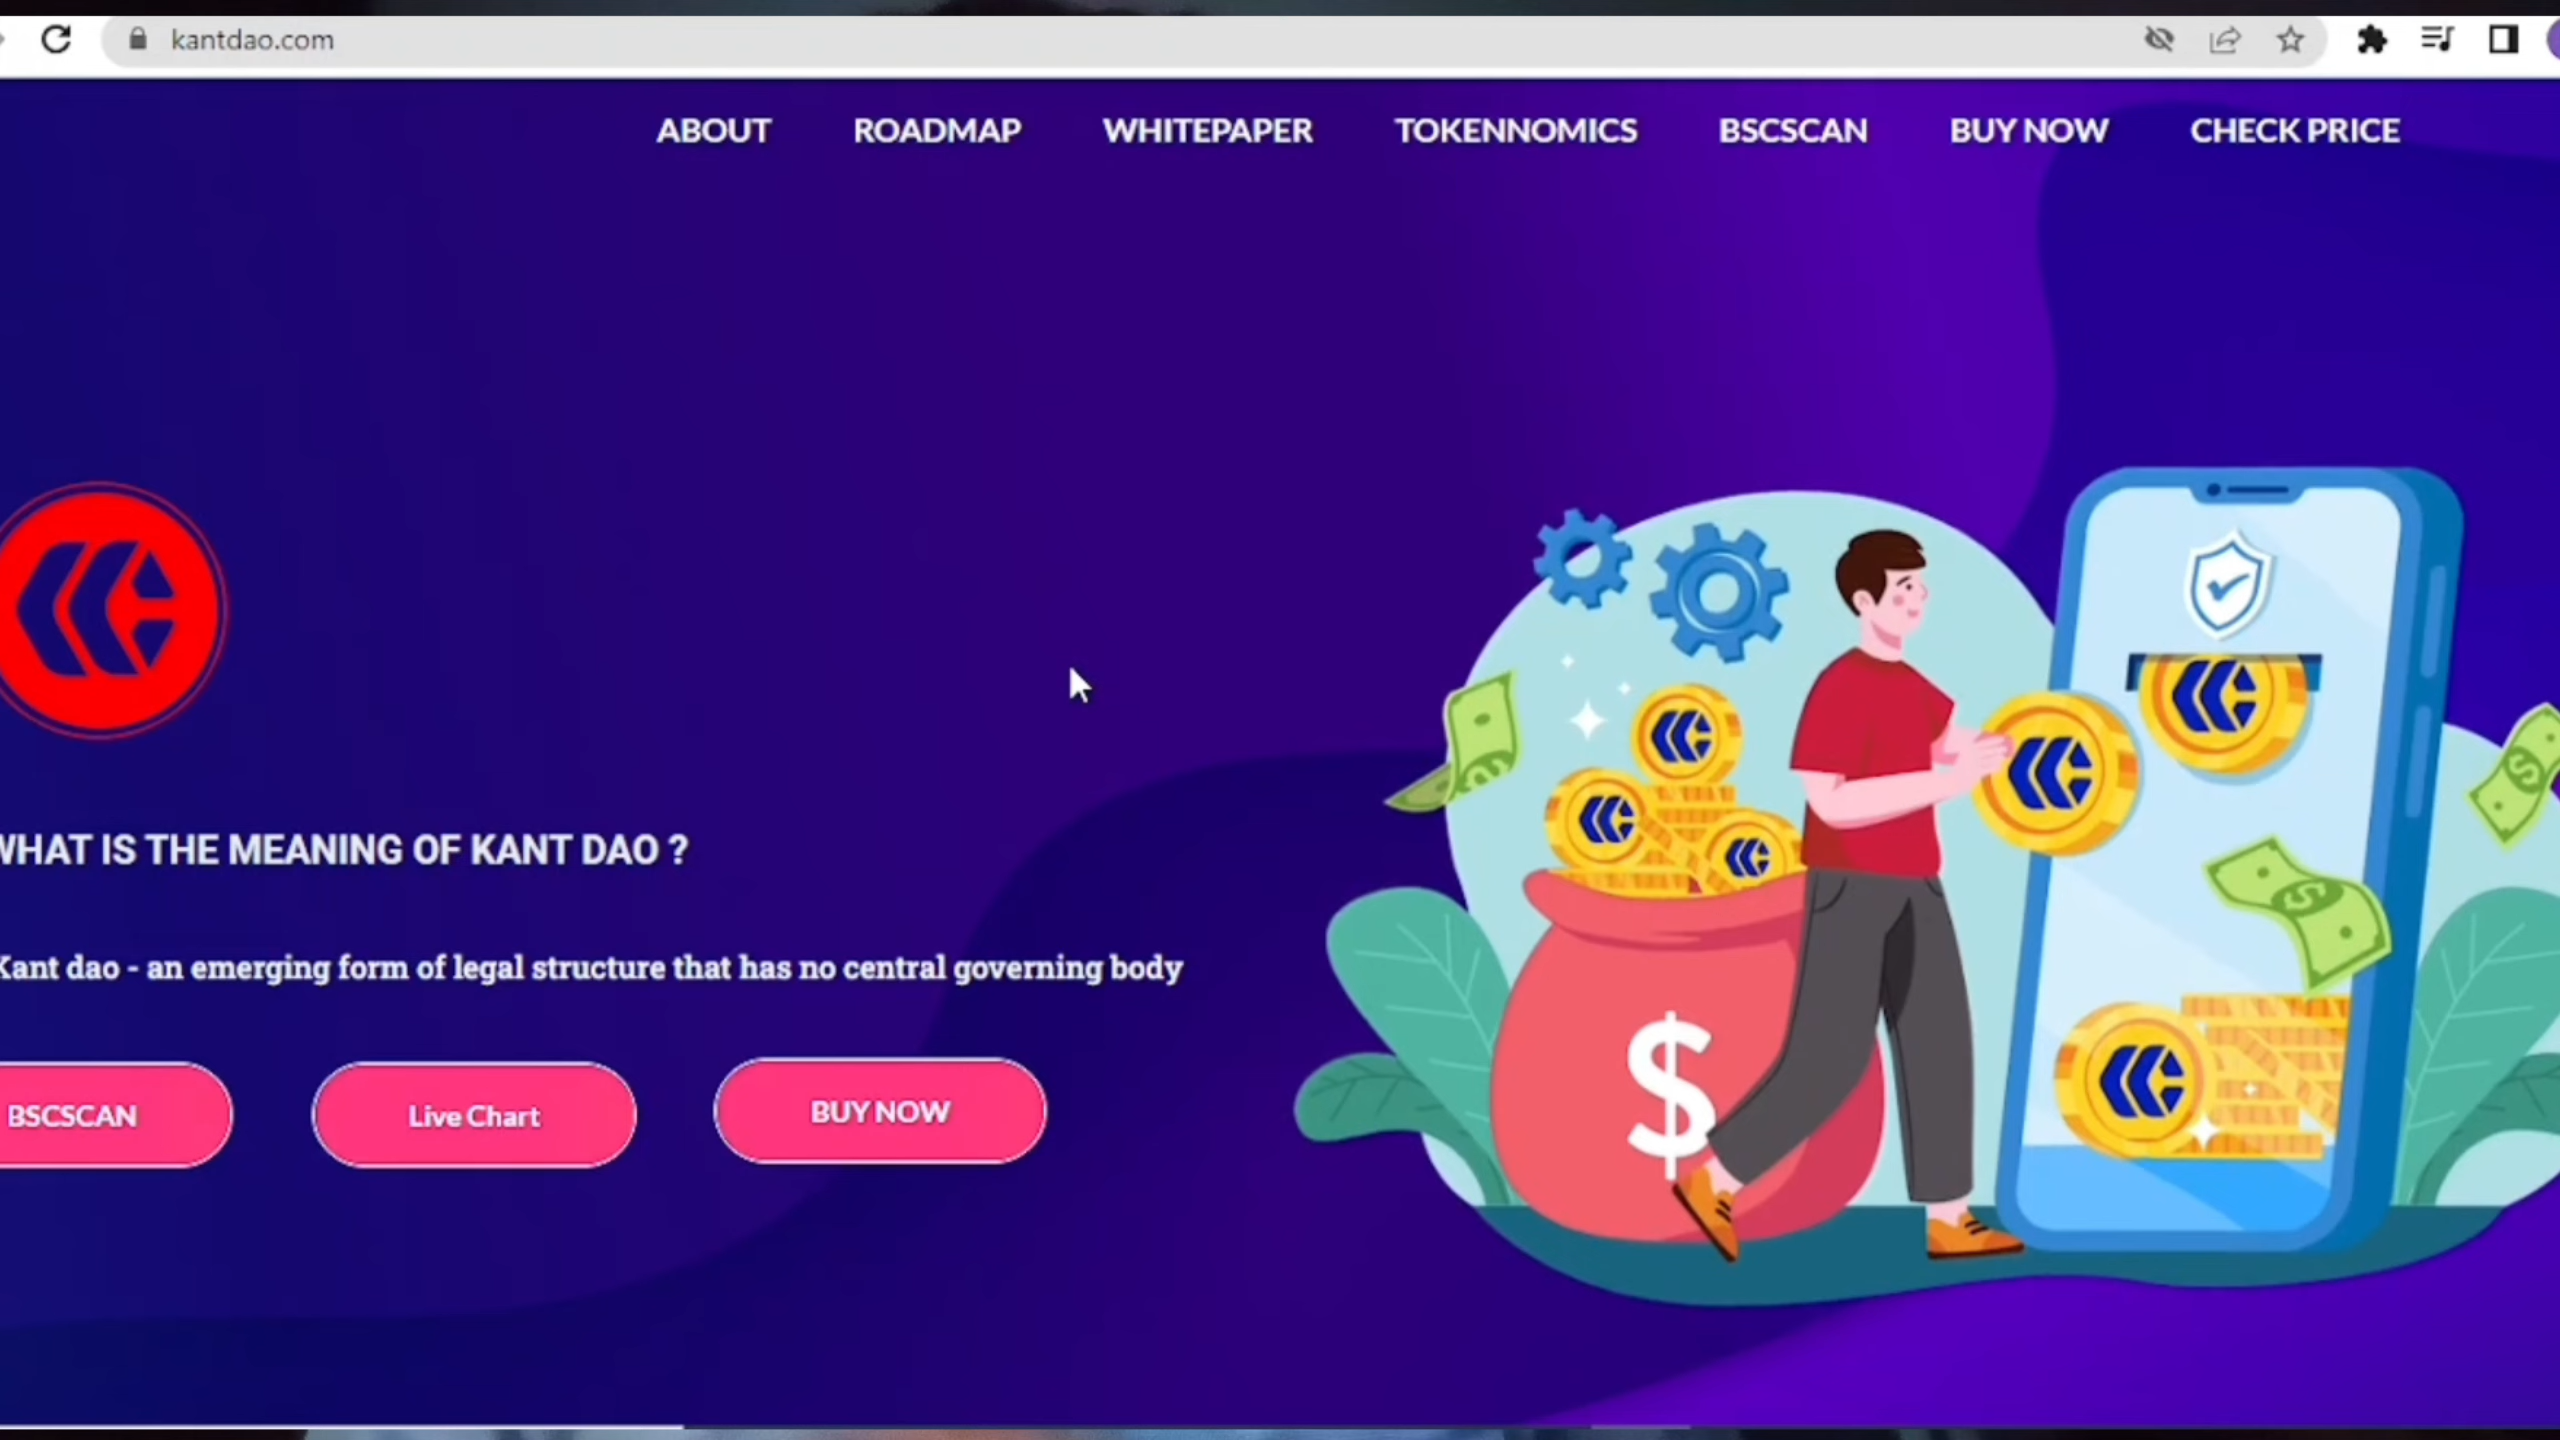 kantdao.com
ABOUT ROADMAP WHITEPAPER TOKENNOMICS BSCSCAN BUY NOW CHECK PRICE
WHAT IS THE MEANING OF KANT DAO ?
Kant dao - an emerging form of legal structure that has no central governing body
BSCSCAN Live Chart BUY NOW
$